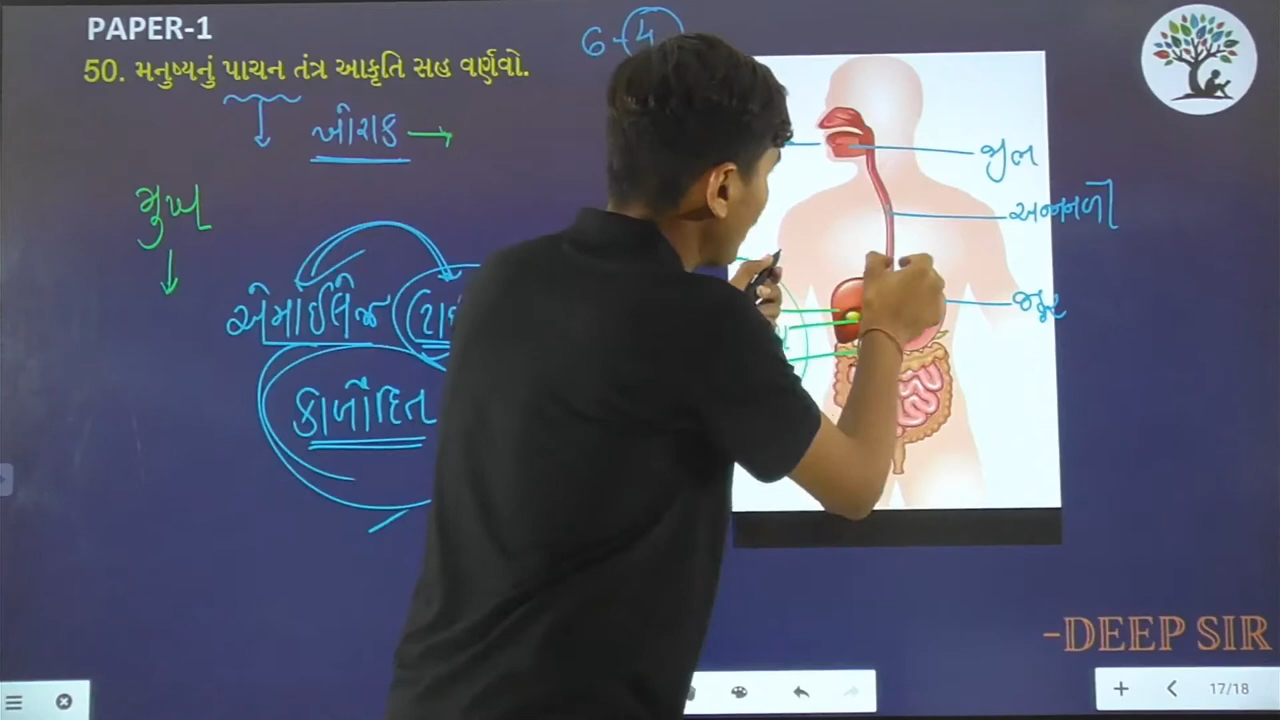 PAPER-1
50. મનુષ્યનું પાચન તંત્ર આકૃતિ સહ વર્ણવો.
ખોરાક →
મુખ
એમાઈલેઝ
કાર્બોદિત
જીભ
અન્નનળી
જઠર
-DEEP SIR
17/18